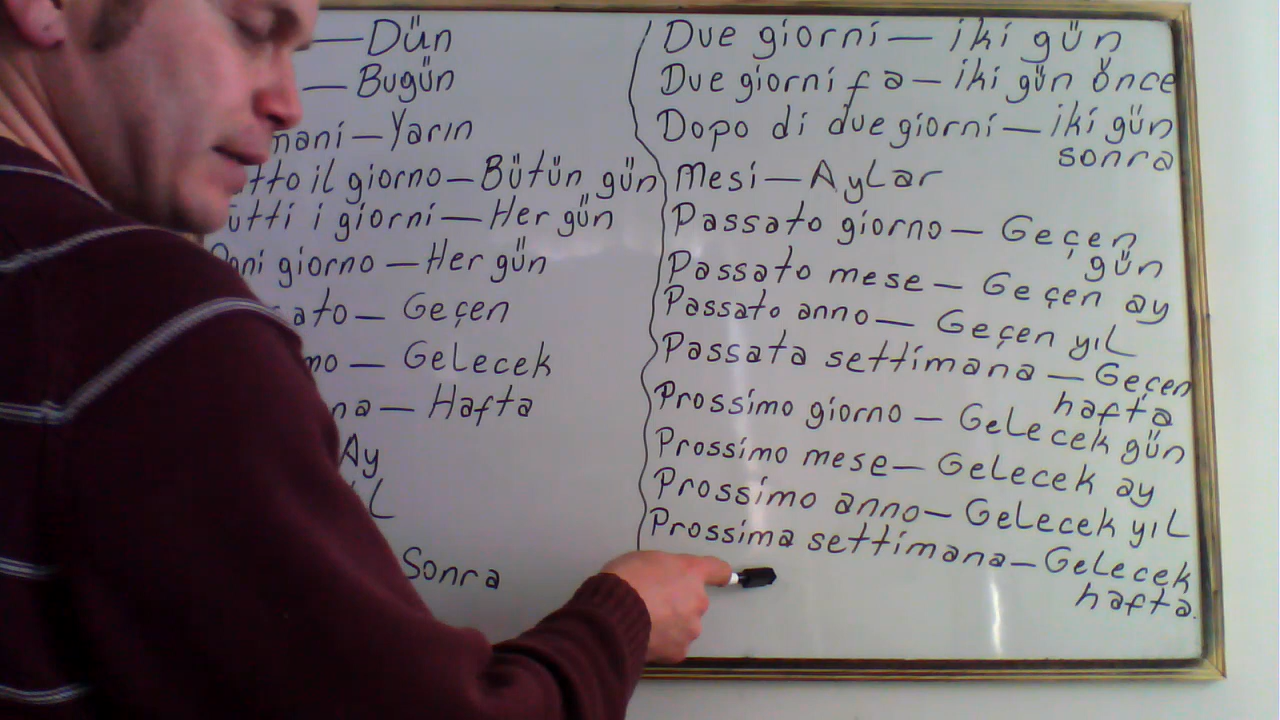 — Dün
— Bugün
mani — Yarın
tto il giorno — Bütün gün
utti i giorni — Her gün
gni giorno — Her gün
ato — Geçen
mo — Gelecek
na — Hafta
Ay
L
Sonra
Due giorni — iki gün
Due giorni fa — iki gün önce
Dopo di due giorni — iki gün
sonra
Mesi — Aylar
Passato giorno — Geçen
gün
Passato mese — Geçen ay
Passato anno — Geçen yıl
Passata settimana — Geçen
hafta
Prossimo giorno — Gelecek gün
Prossimo mese — Gelecek ay
Prossimo anno — Gelecek yıl
Prossima settimana — Gelecek
hafta.